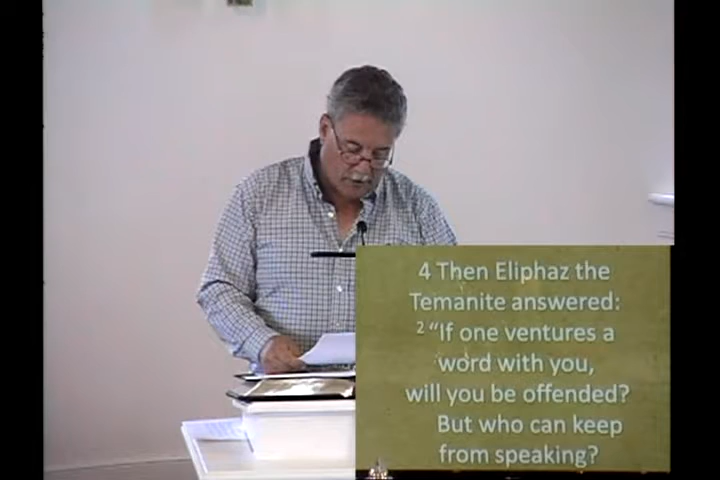 4 Then Eliphaz the
Temanite answered:
2 “If one ventures a
word with you,
will you be offended?
But who can keep
from speaking?